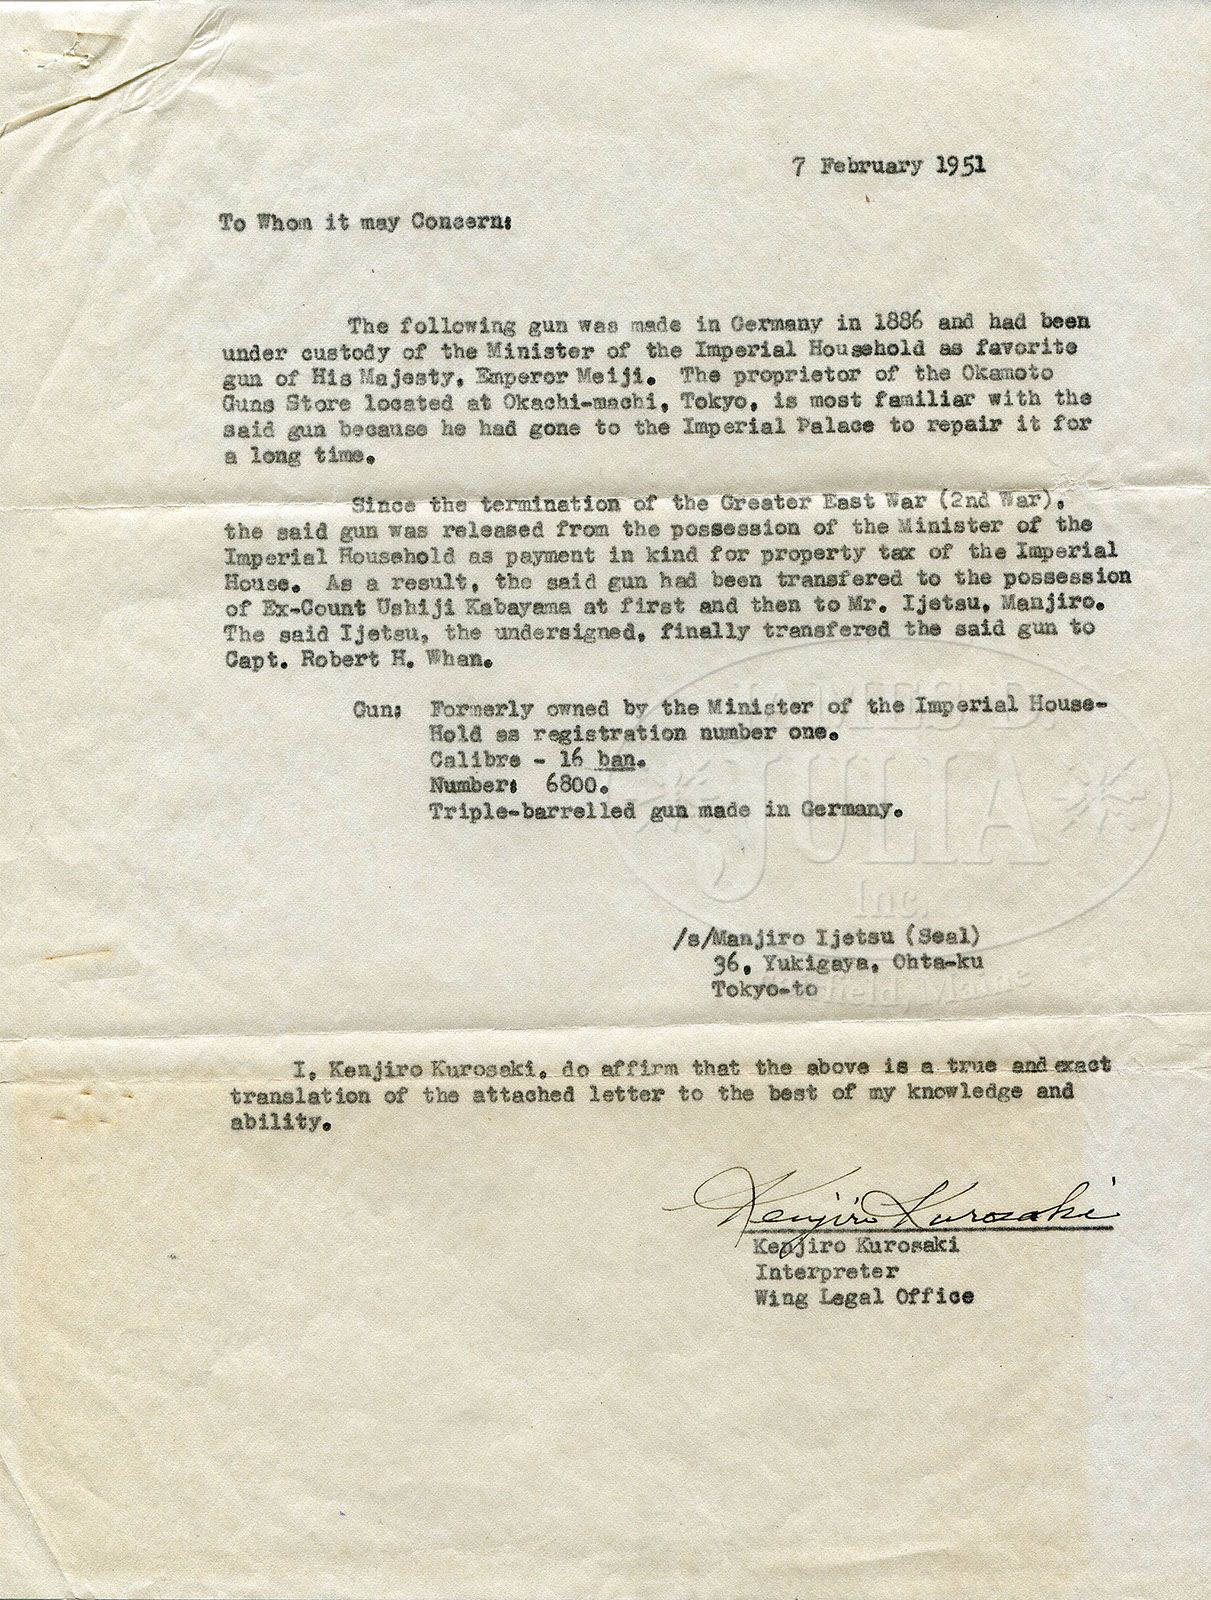 7 February 1951
To Whom it may Concern:
The following gun was made in Germany in 1886 and had been
under custody of the Minister of the Imperial Household as favorite
gun of His Majesty, Emperor Meiji. The proprietor of the Okamoto
Guns Store located at Okachi-machi, Tokyo, is most familiar with the
said gun because he had gone to the Imperial Palace to repair it for
a long time.
Since the termination of the Greater East War (2nd War),
the said gun was released from the possession of the Minister of the
Imperial Household as payment in kind for property tax of the Imperial
House. As a result, the said gun had been transfered to the possession
of Ex-Count Ushiji Kabayama at first and then to Mr. Ijetsu, Manjiro.
The said Ijetsu, the undersigned, finally transfered the said gun to
Capt. Robert H. Whan.
Gun: Formerly owned by the Minister of the Imperial House-
Hold as registration number one.
Calibre - 16 ban.
Number: 6800.
Triple-barrelled gun made in Germany.
JULIA
Inc.
/s/Manjiro Ijetsu (Seal)
36, Yukigaya, Ohta-ku
Tokyo-to
Maine
I, Kenjiro Kurosaki, do affirm that the above is a true and exact
translation of the attached letter to the best of my knowledge and
ability.
Kenjiro Kurosaki
Kenjiro Kurosaki
Interpreter
Wing Legal Office